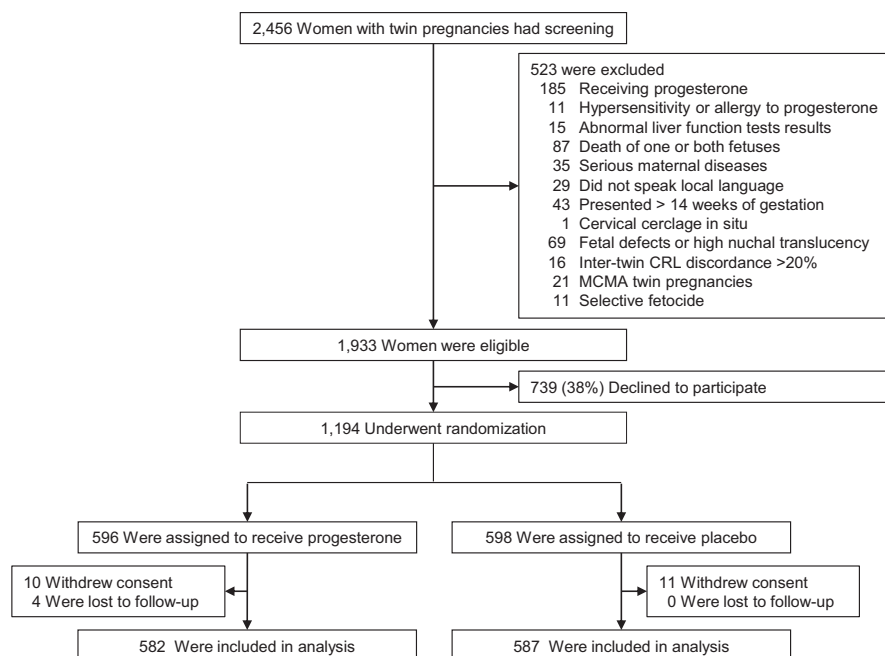 2,456 Women with twin pregnancies had screening
523 were excluded
185 Receiving progesterone
11 Hypersensitivity or allergy to progesterone
15 Abnormal liver function tests results
87 Death of one or both fetuses
35 Serious maternal diseases
29 Did not speak local language
43 Presented > 14 weeks of gestation
1 Cervical cerclage in situ
69 Fetal defects or high nuchal translucency
16 Inter-twin CRL discordance >20%
21 MCMA twin pregnancies
11 Selective fetocide
1,933 Women were eligible
739 (38%) Declined to participate
1,194 Underwent randomization
596 Were assigned to receive progesterone
598 Were assigned to receive placebo
10 Withdrew consent
4 Were lost to follow-up
11 Withdrew consent
0 Were lost to follow-up
582 Were included in analysis
587 Were included in analysis